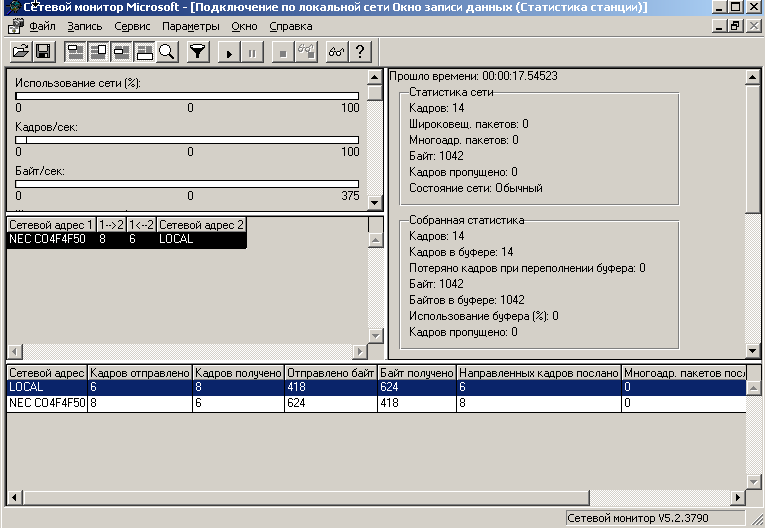 Сетевой монитор Microsoft - [Подключение по локальной сети Окно записи данных (Статистика станции)]
Файл Запись Сервис Параметры Окно Справка
Использование сети (%):
0 0 100
Кадров/сек:
0 0 100
Байт/сек:
0 0 375
Сетевой адрес 1 1-->2 1<--2 Сетевой адрес 2
NEC C04F4F50 8 6 LOCAL
Прошло времени: 00:00:17.54523
Статистика сети
Кадров: 14
Широковещ. пакетов: 0
Многоадр. пакетов: 0
Байт: 1042
Кадров пропущено: 0
Состояние сети: Обычный
Собранная статистика
Кадров: 14
Кадров в буфере: 14
Потеряно кадров при переполнении буфера: 0
Байт: 1042
Байтов в буфере: 1042
Использование буфера (%): 0
Кадров пропущено: 0
Сетевой адрес Кадров отправлено Кадров получено Отправлено байт Байт получено Направленных кадров послано Многоадр. пакетов посл
LOCAL 6 8 418 624 6 0
NEC C04F4F50 8 6 624 418 8 0
Сетевой монитор V5.2.3790